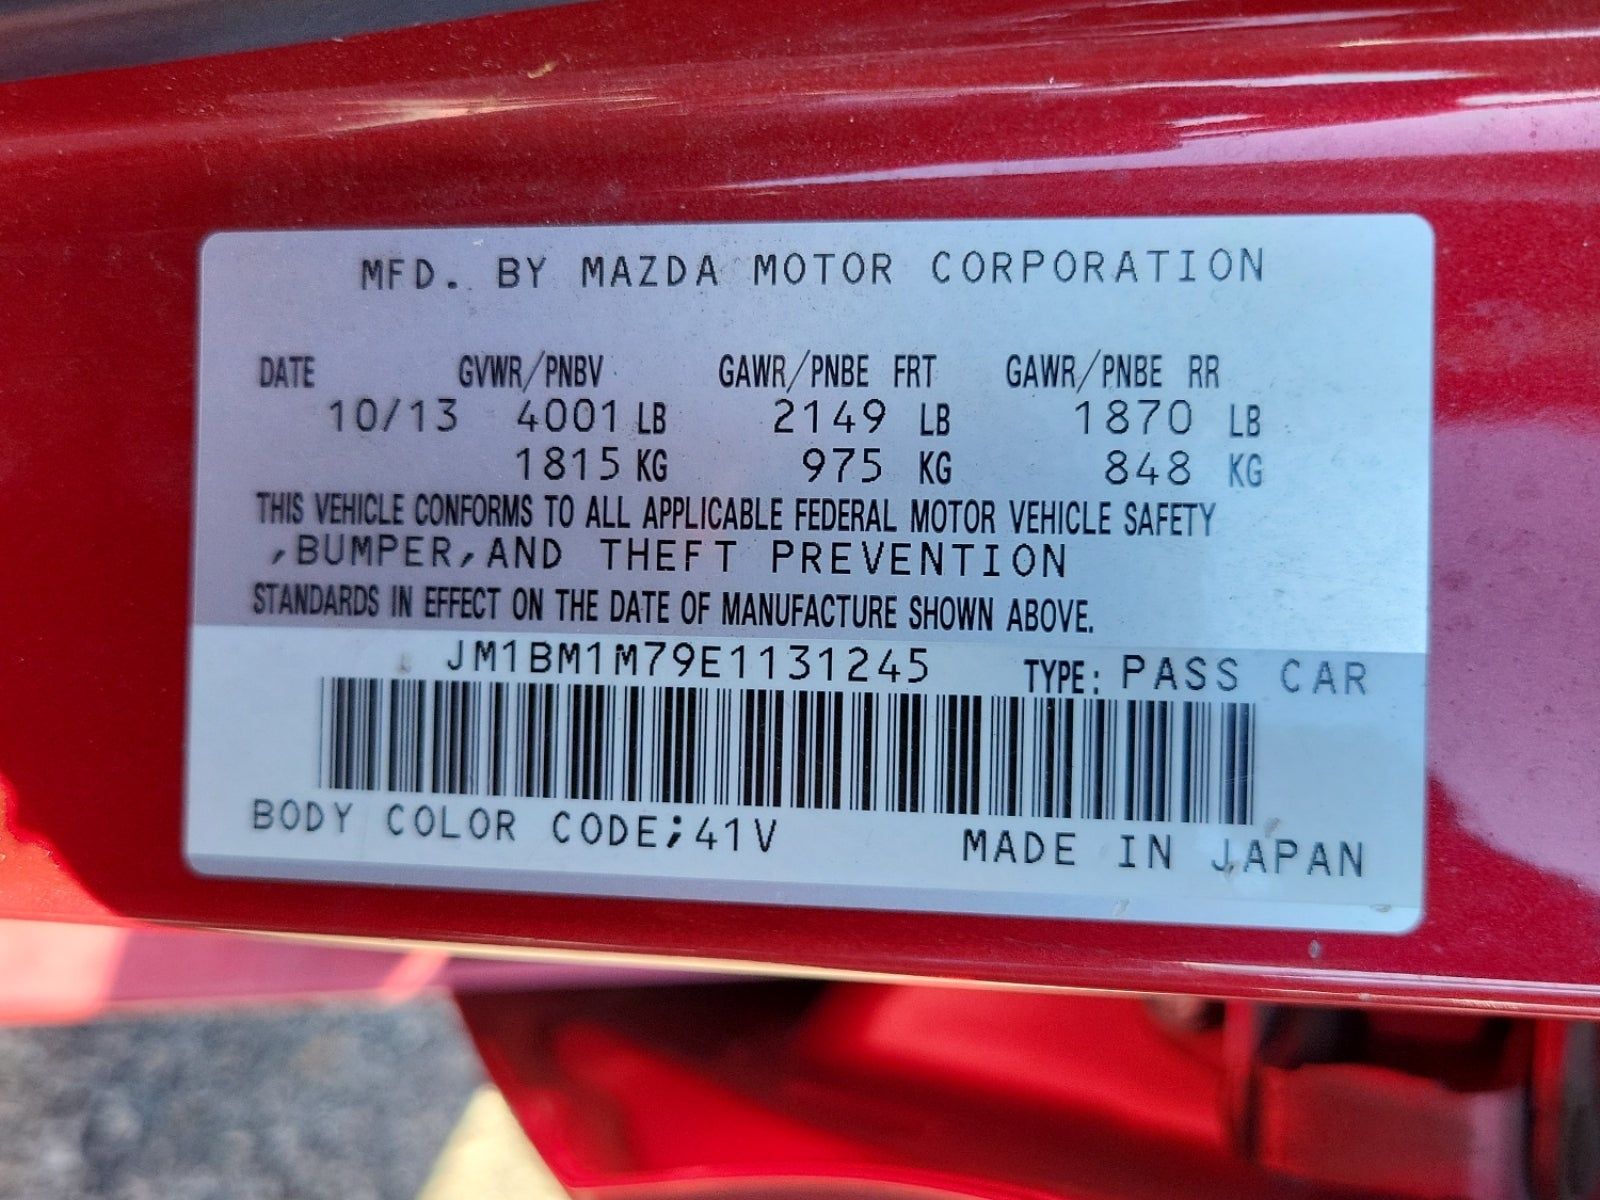 MFD. BY MAZDA MOTOR CORPORATION
DATE GVWR/PNBV GAWR/PNBE FRT GAWR/PNBE RR
10/13 4001 LB 2149 LB 1870 LB
1815 KG 975 KG 848 KG
THIS VEHICLE CONFORMS TO ALL APPLICABLE FEDERAL MOTOR VEHICLE SAFETY
,BUMPER,AND THEFT PREVENTION
STANDARDS IN EFFECT ON THE DATE OF MANUFACTURE SHOWN ABOVE.
JM1BM1M79E1131245 TYPE: PASS CAR
BODY COLOR CODE;41V MADE IN JAPAN